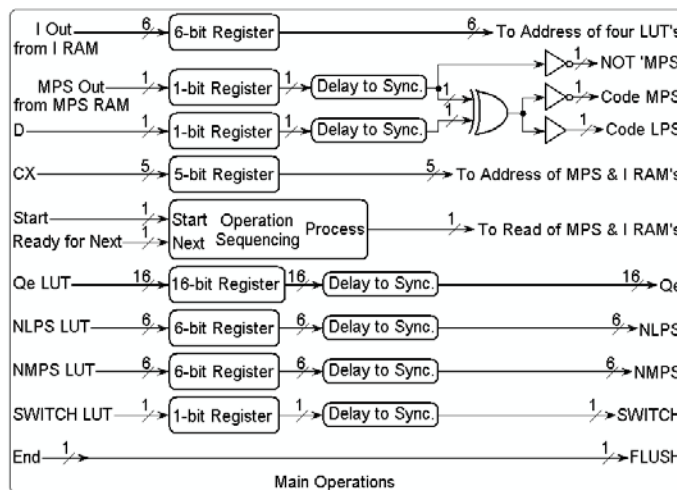 I Out
from I RAM
6
6-bit Register
6
To Address of four LUT's
MPS Out
from MPS RAM
1
1-bit Register
1
Delay to Sync.
1
1
NOT 'MPS
D
1
1-bit Register
1
Delay to Sync.
1
1
Code MPS
1
Code LPS
CX
5
5-bit Register
5
To Address of MPS & I RAM's
Start
1
Ready for Next
1
Start
Next
Operation
Sequencing
Process
1
To Read of MPS & I RAM's
Qe LUT
16
16-bit Register
16
Delay to Sync.
16
Qe
NLPS LUT
6
6-bit Register
6
Delay to Sync.
6
NLPS
NMPS LUT
6
6-bit Register
6
Delay to Sync.
6
NMPS
SWITCH LUT
1
1-bit Register
1
Delay to Sync.
1
SWITCH
End
1
1
FLUSH
Main Operations